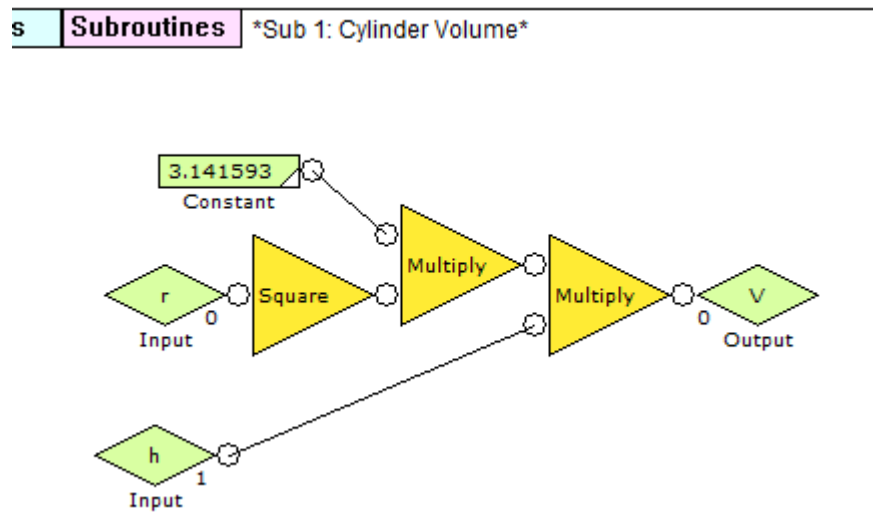 s Subroutines *Sub 1: Cylinder Volume*
3.141593
Constant
Multiply
r Square Multiply V
0 0
Input Output
h
1
Input